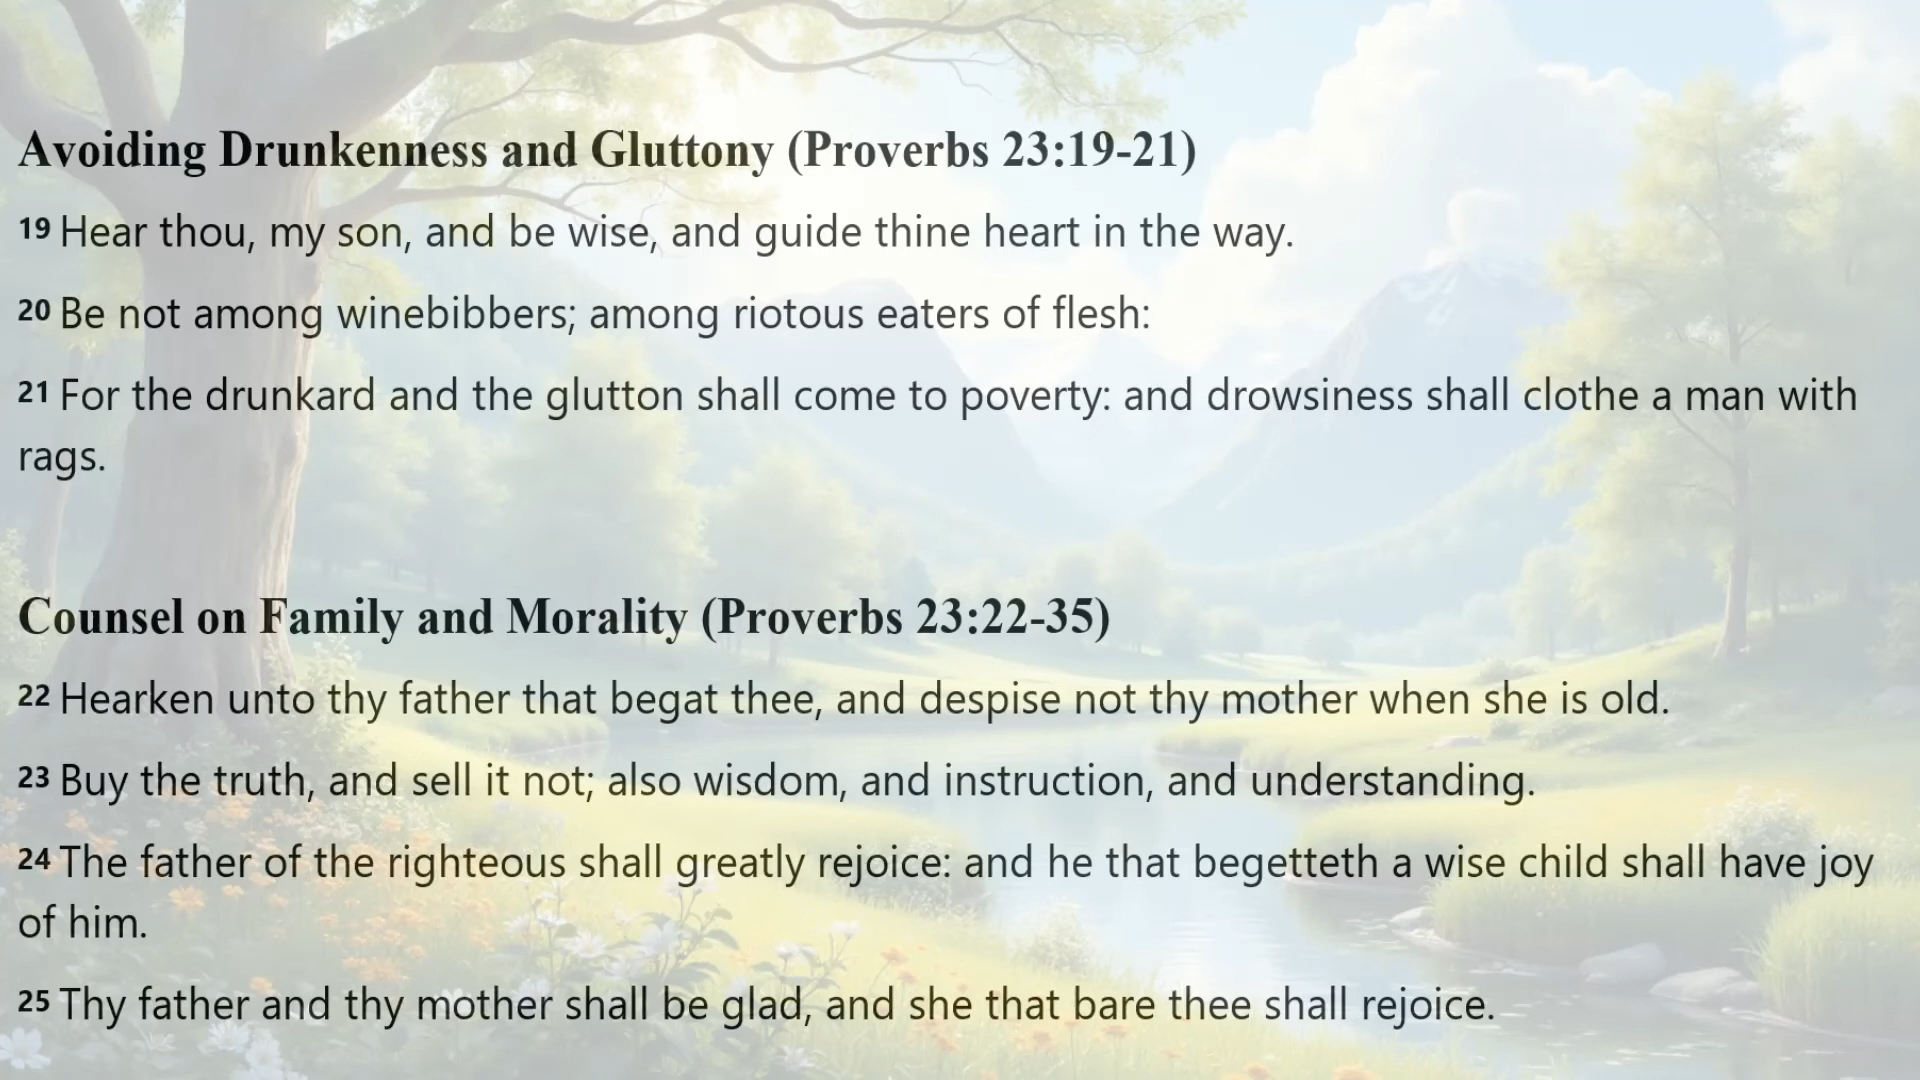 Avoiding Drunkenness and Gluttony (Proverbs 23:19-21)
19 Hear thou, my son, and be wise, and guide thine heart in the way.
20 Be not among winebibbers; among riotous eaters of flesh:
21 For the drunkard and the glutton shall come to poverty: and drowsiness shall clothe a man with
rags.
Counsel on Family and Morality (Proverbs 23:22-35)
22 Hearken unto thy father that begat thee, and despise not thy mother when she is old.
23 Buy the truth, and sell it not; also wisdom, and instruction, and understanding.
24 The father of the righteous shall greatly rejoice: and he that begetteth a wise child shall have joy
of him.
25 Thy father and thy mother shall be glad, and she that bare thee shall rejoice.